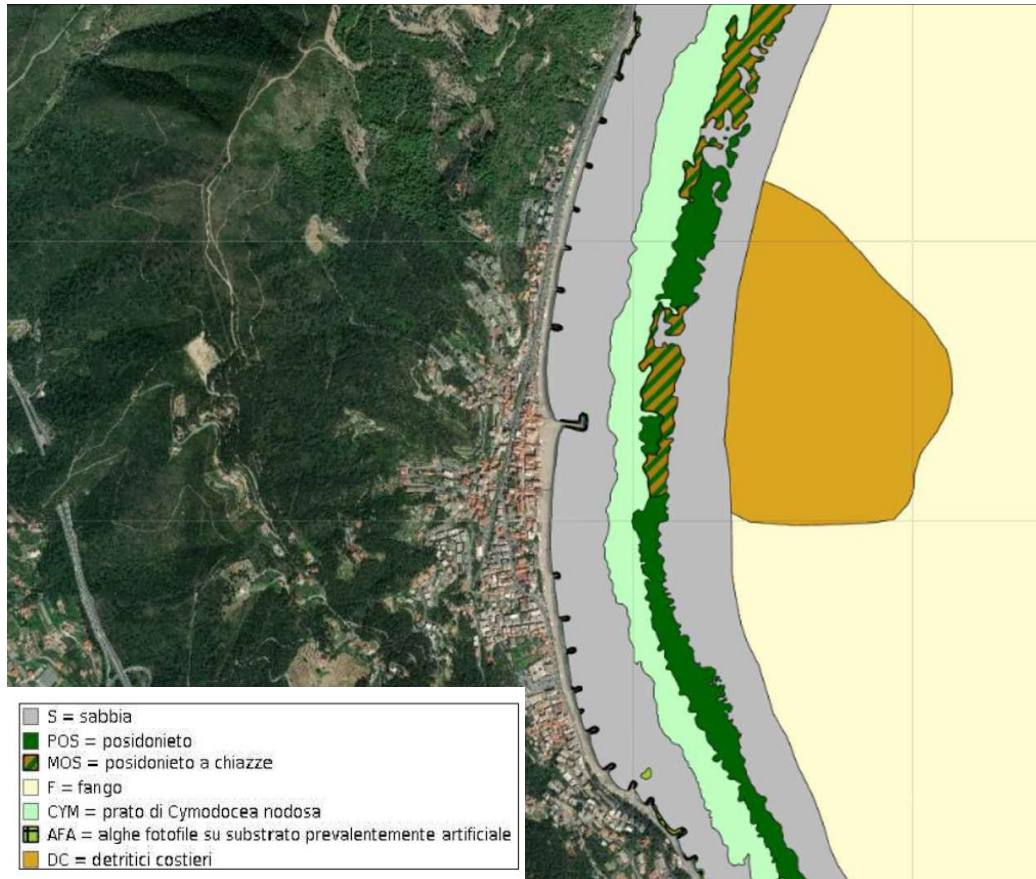 S = sabbia
POS = posidonieto
MOS = posidonieto a chiazze
F = fango
CYM = prato di Cymodocea nodosa
AFA = alghe fotofile su substrato prevalentemente artificiale
DC = detritici costieri